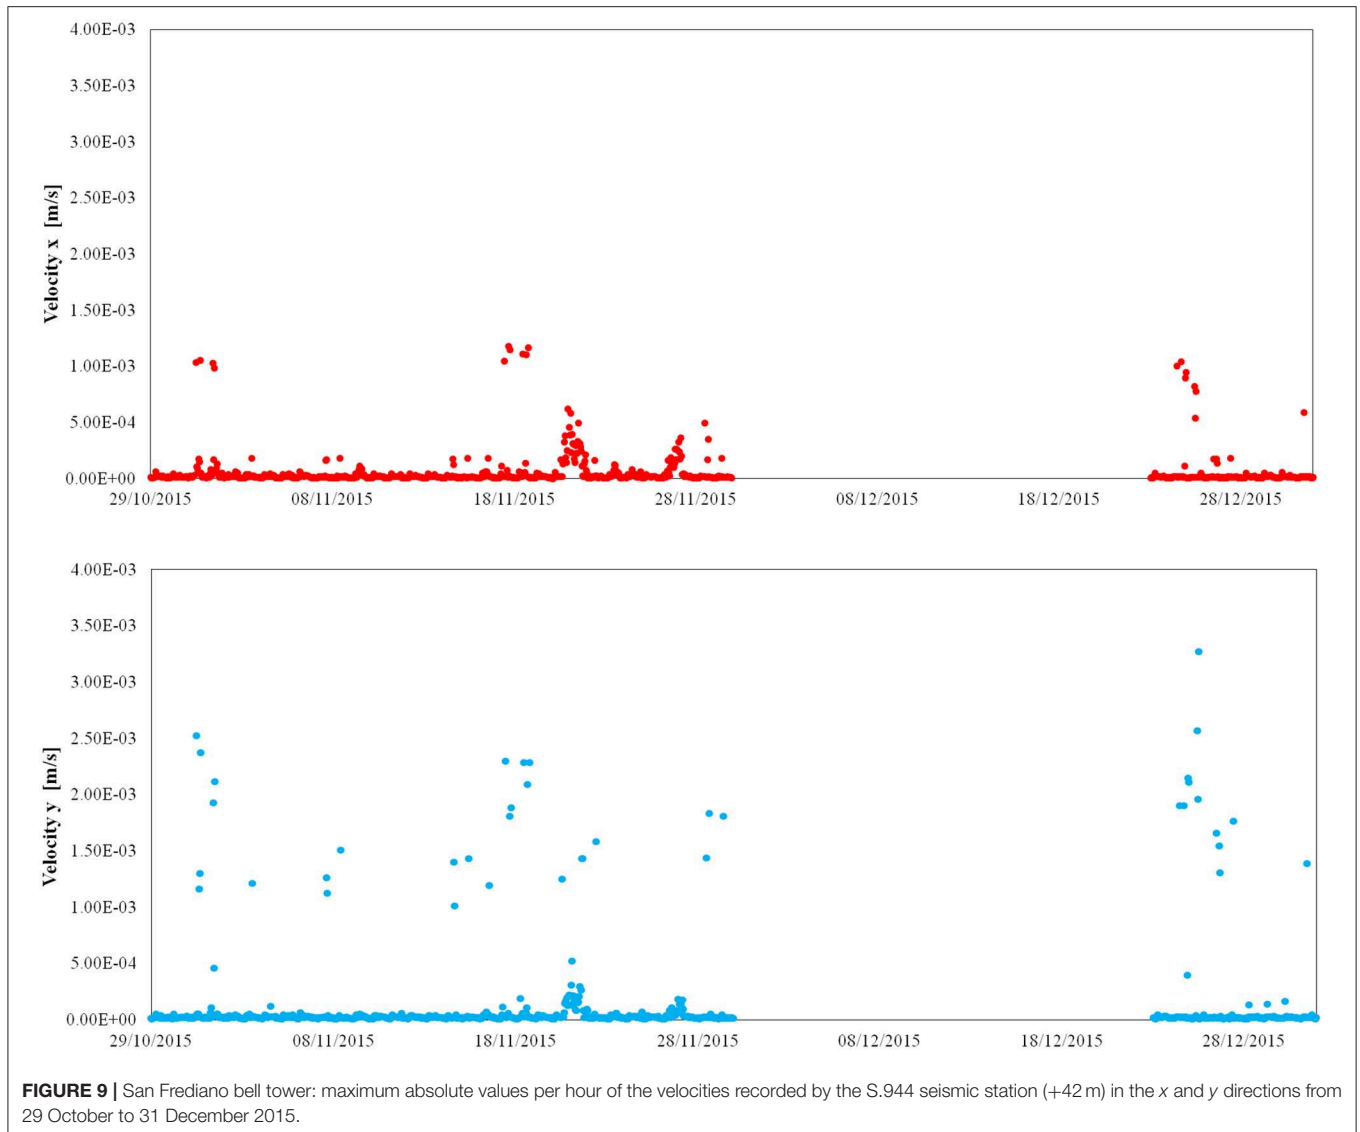 4.00E-03
3.50E-03
3.00E-03
2.50E-03
2.00E-03
1.50E-03
1.00E-03
5.00E-04
0.00E+00
Velocity x [m/s]
29/10/2015 08/11/2015 18/11/2015 28/11/2015 08/12/2015 18/12/2015 28/12/2015
4.00E-03
3.50E-03
3.00E-03
2.50E-03
2.00E-03
1.50E-03
1.00E-03
5.00E-04
0.00E+00
Velocity y [m/s]
29/10/2015 08/11/2015 18/11/2015 28/11/2015 08/12/2015 18/12/2015 28/12/2015
FIGURE 9 | San Frediano bell tower: maximum absolute values per hour of the velocities recorded by the S.944 seismic station (+42 m) in the x and y directions from
29 October to 31 December 2015.